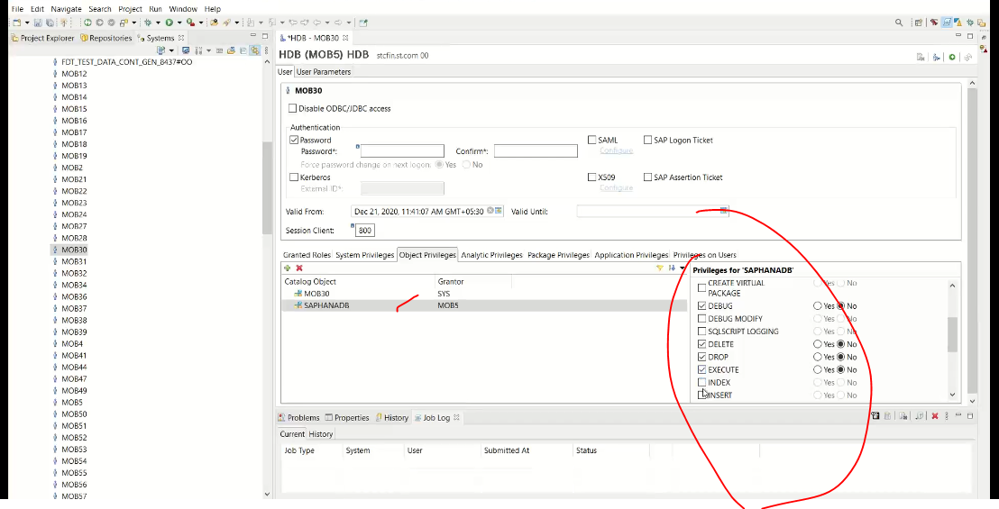 File Edit Navigate Search Project Run Window Help
Project Explorer Repositories Systems
FDT_TEST_DATA_CONT_GEN_8437#OO
MOB12
MOB13
MOB14
MOB15
MOB16
MOB17
MOB18
MOB19
MOB2
MOB21
MOB22
MOB23
MOB24
MOB27
MOB28
MOB30
MOB31
MOB32
MOB34
MOB36
MOB37
MOB38
MOB39
MOB4
MOB41
MOB44
MOB47
MOB49
MOB5
MOB50
MOB51
MOB52
MOB53
MOB54
MOB55
MOB56
MOB57
*HDB - MOB30
HDB (MOB5) HDB stcfin.st.com 00
User User Parameters
MOB30
Disable ODBC/JDBC access
Authentication
Password SAML SAP Logon Ticket
Password*: Confirm*: Configure
Force password change on next logon: Yes No
Kerberos X509 SAP Assertion Ticket
External ID*: Configure
Valid From: Dec 21, 2020, 11:41:07 AM GMT+05:30 Valid Until:
Session Client: 800
Granted Roles System Privileges Object Privileges Analytic Privileges Package Privileges Application Privileges Privileges on Users
Catalog Object Grantor
MOB30 SYS
SAPHANADB MOB5
Privileges for 'SAPHANADB'
CREATE VIRTUAL PACKAGE Yes No
DEBUG Yes No
DEBUG MODIFY Yes No
SQLSCRIPT LOGGING Yes No
DELETE Yes No
DROP Yes No
EXECUTE Yes No
INDEX Yes No
INSERT Yes No
Problems Properties History Job Log
Current History
Job Type System User Submitted At Status